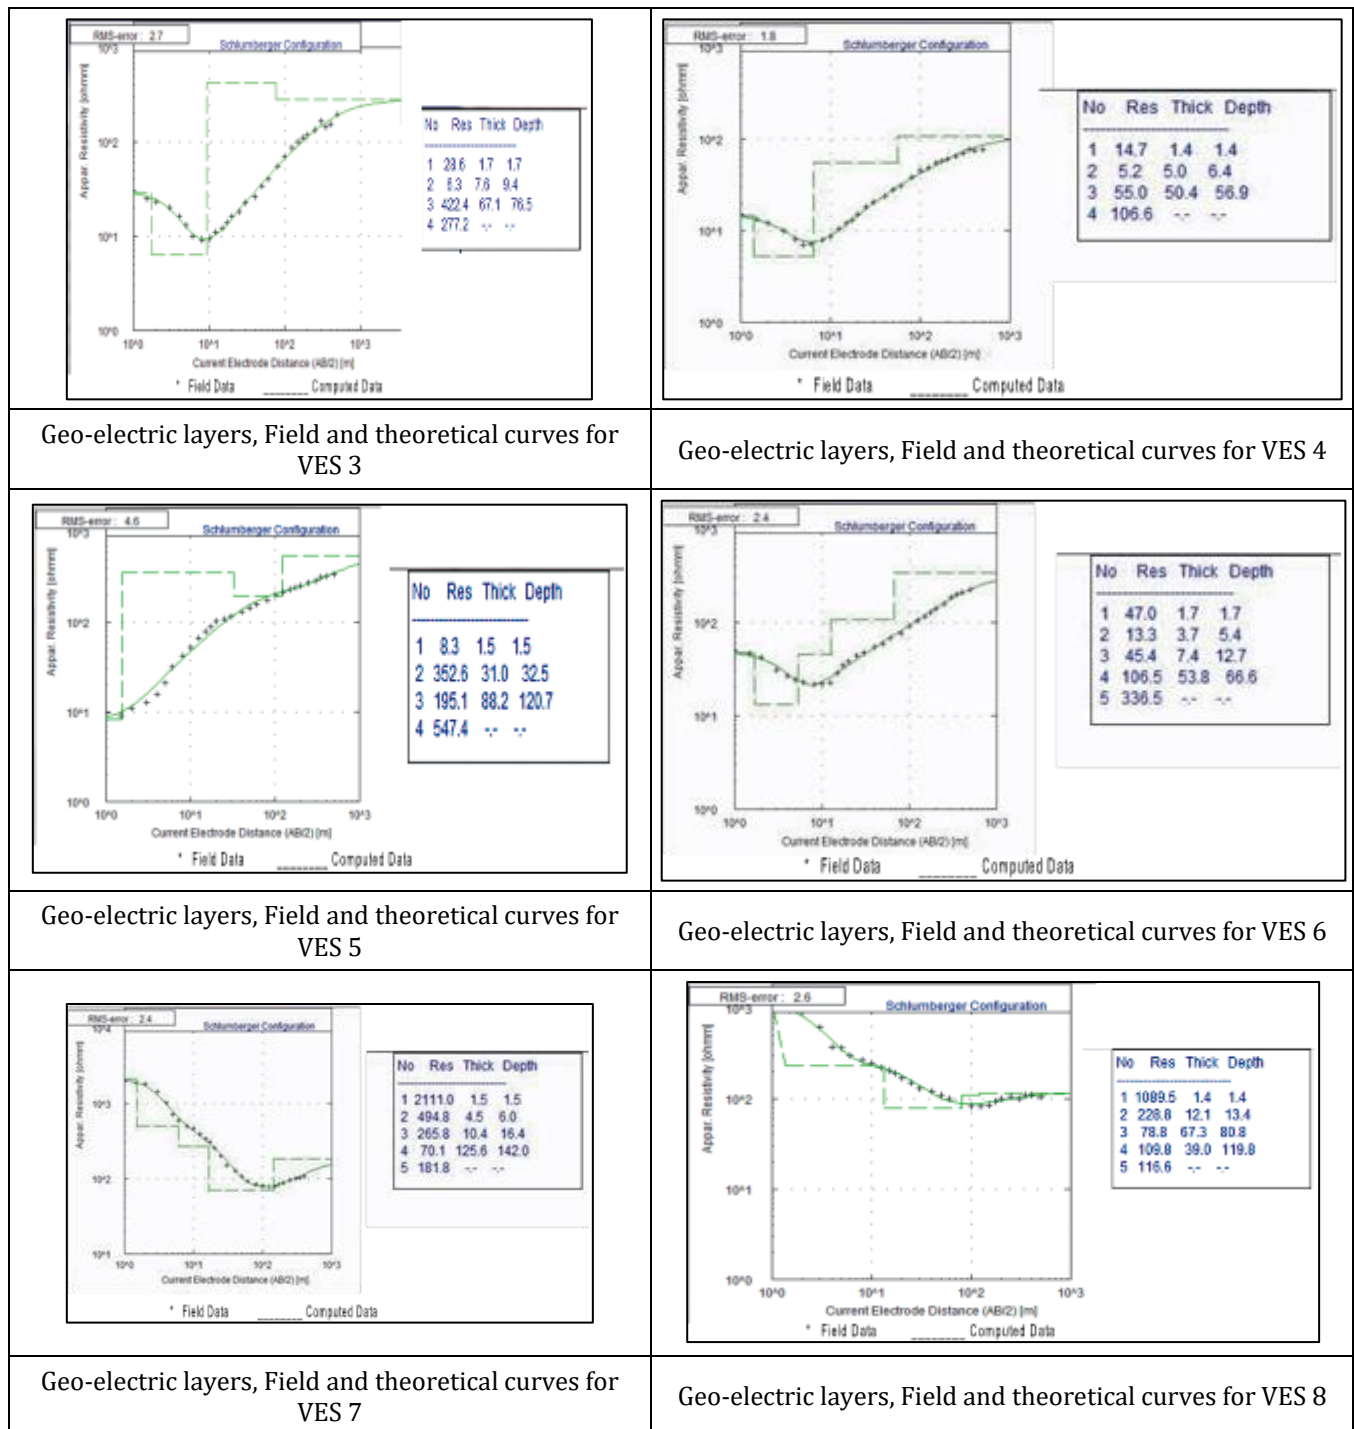 RMS-error : 2.7
Schlumberger Configuration
10^3
10^2
10^1
10^0
Appar. Resistivity [ohmm]
10^0 10^1 10^2 10^3
Current Electrode Distance (AB/2) [m]
* Field Data ________ Computed Data
No Res Thick Depth
1 28.6 1.7 1.7
2 6.3 7.6 9.4
3 422.4 67.1 76.5
4 277.2 -.- -.-
RMS-error : 1.8
Schlumberger Configuration
10^3
10^2
10^1
10^0
Appar. Resistivity [ohmm]
10^0 10^1 10^2 10^3
Current Electrode Distance (AB/2) [m]
* Field Data ________ Computed Data
No Res Thick Depth
1 14.7 1.4 1.4
2 5.2 5.0 6.4
3 55.0 50.4 56.9
4 106.6 -.- -.-
Geo-electric layers, Field and theoretical curves for
VES 3
Geo-electric layers, Field and theoretical curves for VES 4
RMS-error : 4.6
Schlumberger Configuration
10^3
10^2
10^1
10^0
Appar. Resistivity [ohmm]
10^0 10^1 10^2 10^3
Current Electrode Distance (AB/2) [m]
* Field Data ________ Computed Data
No Res Thick Depth
1 8.3 1.5 1.5
2 352.6 31.0 32.5
3 195.1 88.2 120.7
4 547.4 -.- -.-
RMS-error : 2.4
Schlumberger Configuration
10^3
10^2
10^1
10^0
Appar. Resistivity [ohmm]
10^0 10^1 10^2 10^3
Current Electrode Distance (AB/2) [m]
* Field Data ________ Computed Data
No Res Thick Depth
1 47.0 1.7 1.7
2 13.3 3.7 5.4
3 45.4 7.4 12.7
4 106.5 53.8 66.6
5 336.5 -.- -.-
Geo-electric layers, Field and theoretical curves for
VES 5
Geo-electric layers, Field and theoretical curves for VES 6
RMS-error : 2.4
Schlumberger Configuration
10^4
10^3
10^2
10^1
Appar. Resistivity [ohmm]
10^0 10^1 10^2 10^3
Current Electrode Distance (AB/2) [m]
* Field Data ________ Computed Data
No Res Thick Depth
1 2111.0 1.5 1.5
2 494.8 4.5 6.0
3 265.8 10.4 16.4
4 70.1 125.6 142.0
5 181.8 -.- -.-
RMS-error : 2.6
Schlumberger Configuration
10^3
10^2
10^1
10^0
Appar. Resistivity [ohmm]
10^0 10^1 10^2 10^3
Current Electrode Distance (AB/2) [m]
* Field Data ________ Computed Data
No Res Thick Depth
1 1089.5 1.4 1.4
2 228.8 12.1 13.4
3 78.8 67.3 80.8
4 109.8 39.0 119.8
5 116.6 -.- -.-
Geo-electric layers, Field and theoretical curves for
VES 7
Geo-electric layers, Field and theoretical curves for VES 8